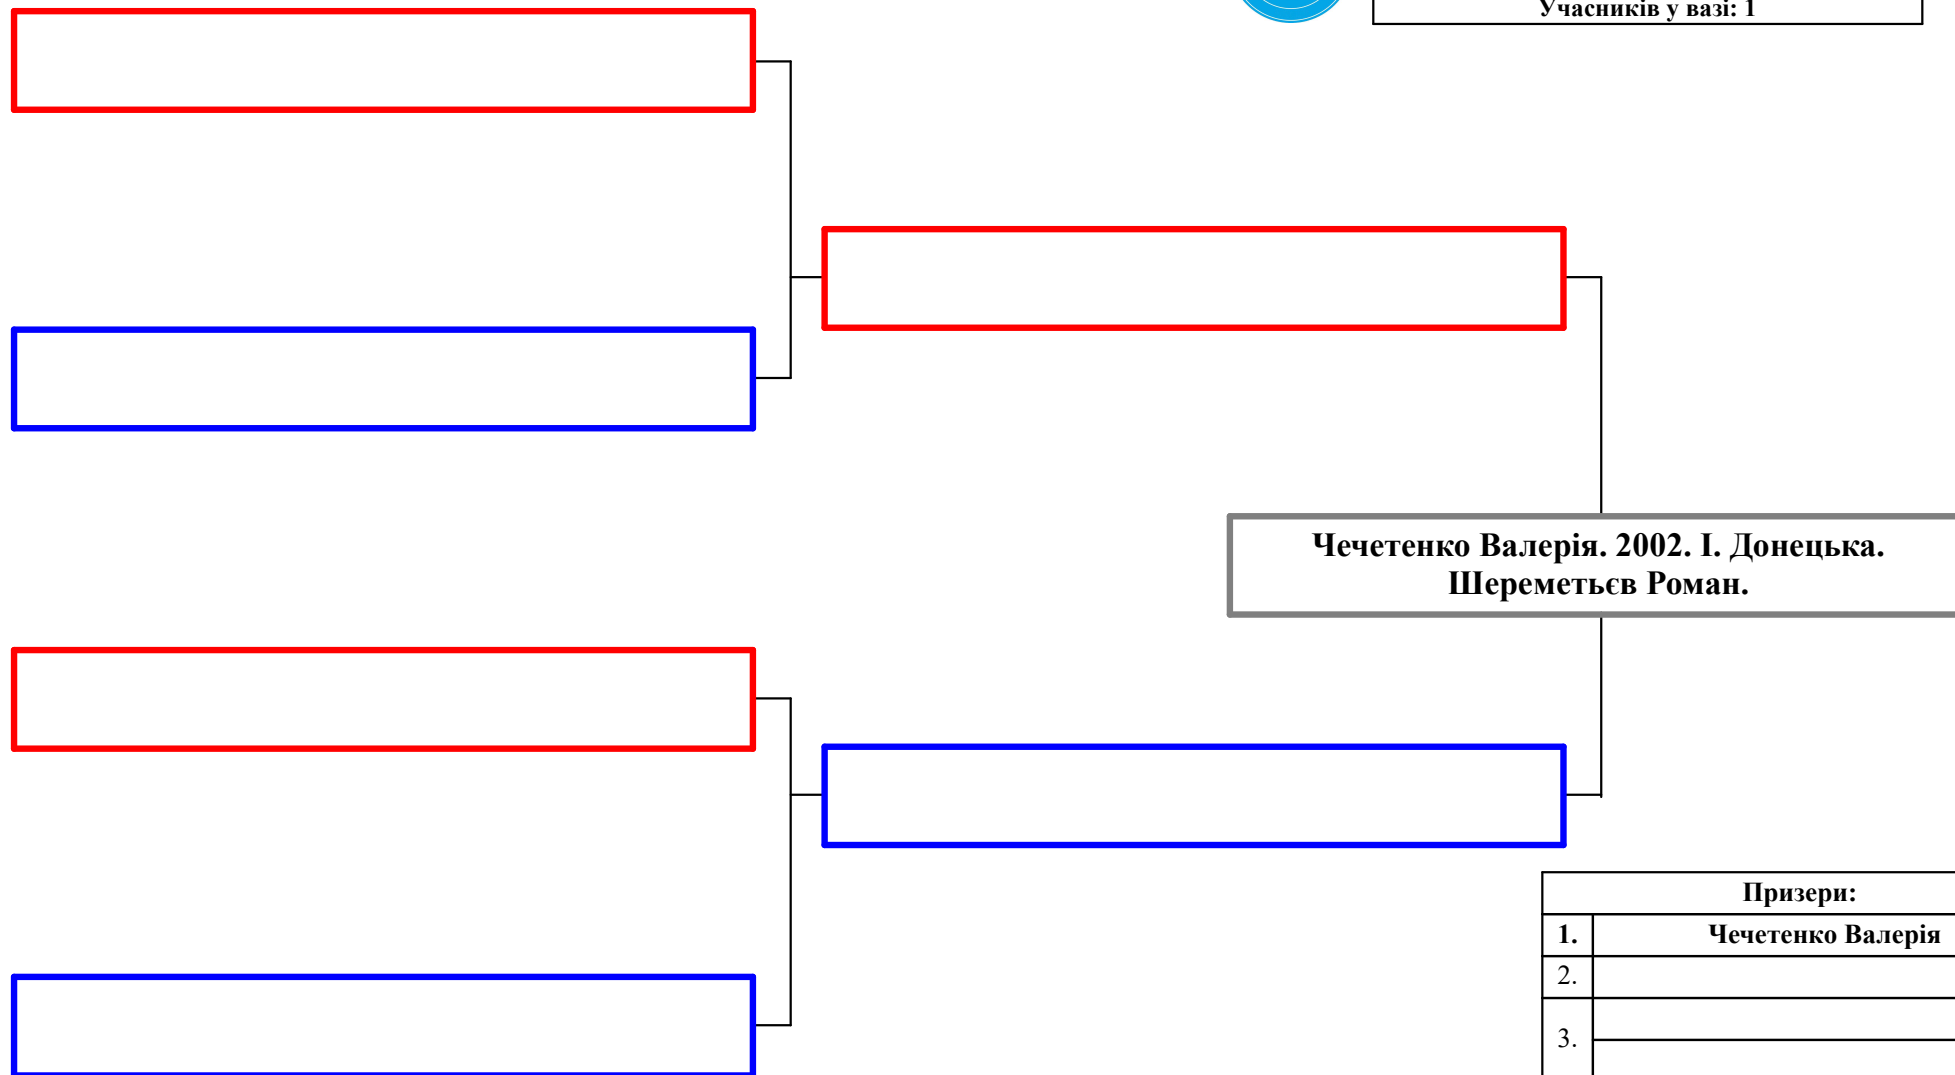 Учасників у вазі: 1
Чечетенко Валерія. 2002. І. Донецька.
Шереметьєв Роман.
Призери:
1. Чечетенко Валерія
2.
3.